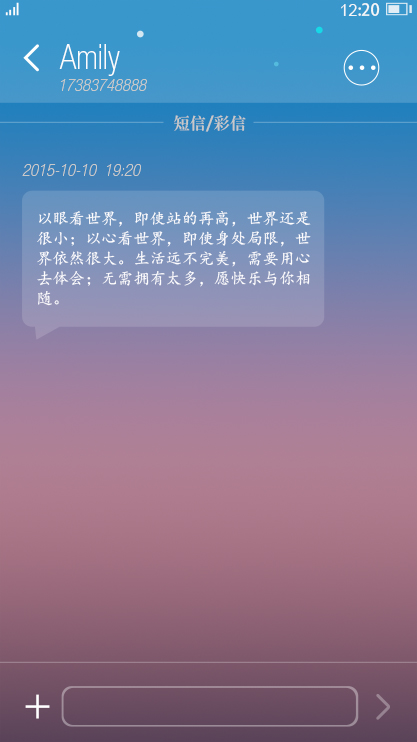 12:20
Amily
17383748888
短信/彩信
2015-10-10 19:20
以眼看世界，即使站的再高，世界还是
很小；以心看世界，即使身处局限，世
界依然很大。生活远不完美，需要用心
去体会；无需拥有太多，愿快乐与你相
随。